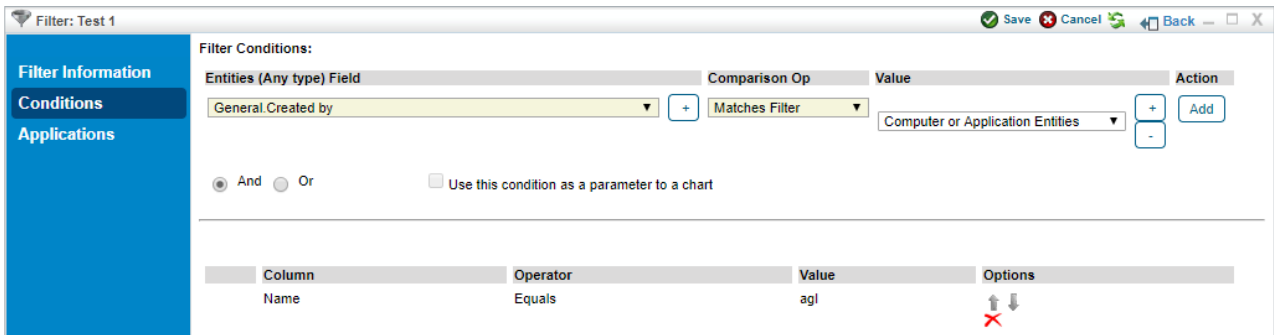 Filter: Test 1
Save Cancel Back
Filter Information
Conditions
Applications
Filter Conditions:
Entities (Any type) Field Comparison Op Value Action
General.Created by + Matches Filter Computer or Application Entities + - Add
And Or Use this condition as a parameter to a chart
Column Operator Value Options
Name Equals agl